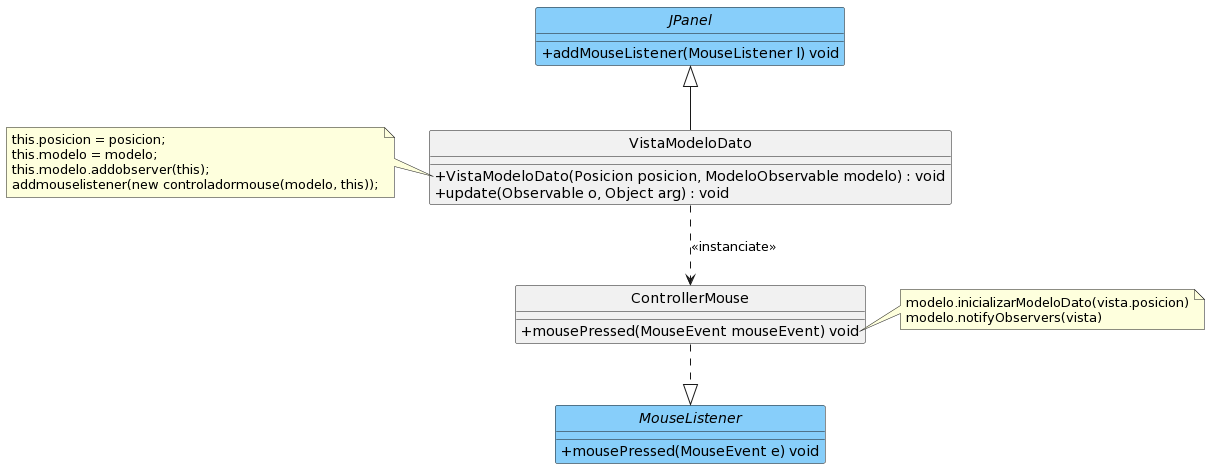 JPanel
+addMouseListener(MouseListener l) void
this.posicion = posicion;
this.modelo = modelo;
this.modelo.addobserver(this);
addmouselistener(new controladormouse(modelo, this));
VistaModeloDato
+VistaModeloDato(Posicion posicion, ModeloObservable modelo) : void
+update(Observable o, Object arg) : void
«instanciate»
ControllerMouse
+mousePressed(MouseEvent mouseEvent) void
modelo.inicializarModeloDato(vista.posicion)
modelo.notifyObservers(vista)
MouseListener
+mousePressed(MouseEvent e) void